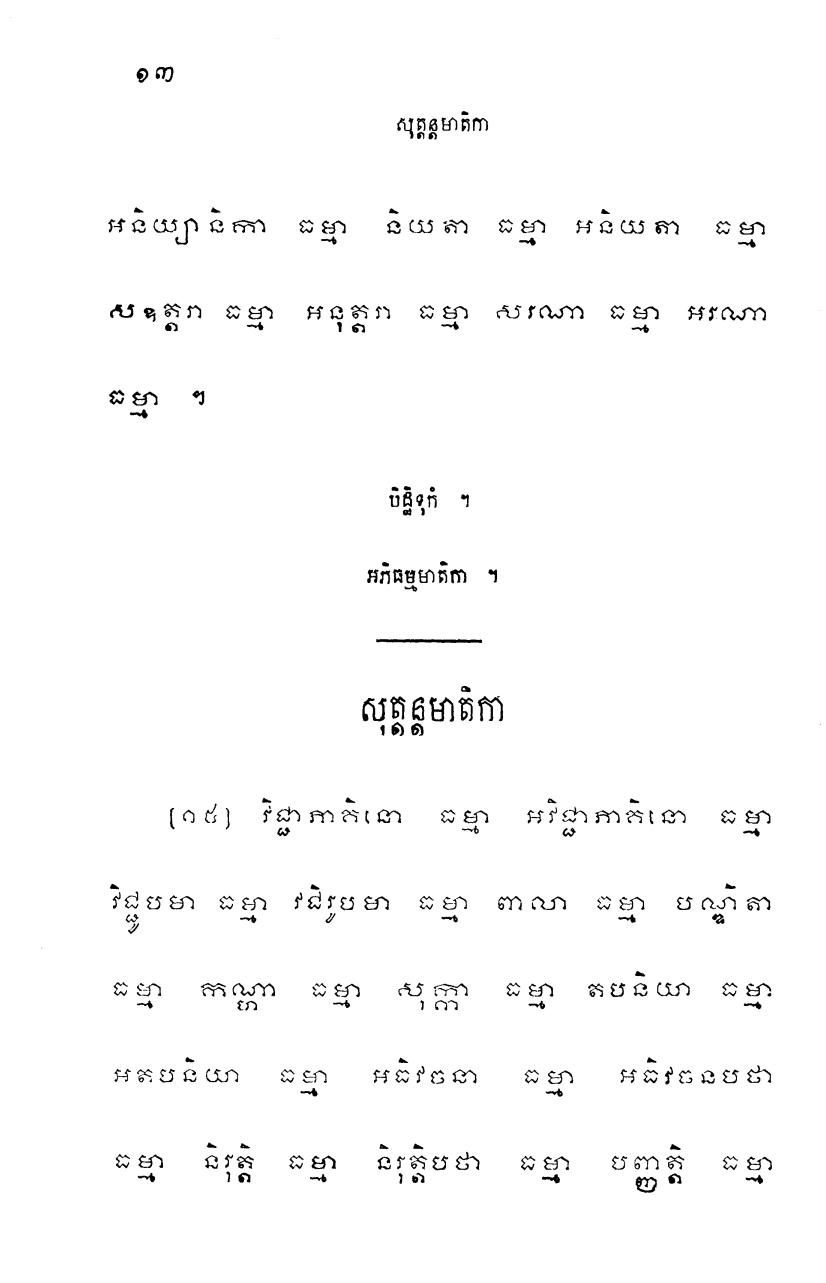 ១៣
សុត្តន្តមាតិកា
អនិយ្យានិកា ធម្មា និយតា ធម្មា អនិយតា ធម្មា
សឧត្តរា ធម្មា អនុត្តរា ធម្មា សរណា ធម្មា អរណា
ធម្មា ។
បិដ្ឋិទុកំ ។
អភិធម្មមាតិកា ។
សុត្តន្តមាតិកា
[១៥] វិជ្ជាភាគិនោ ធម្មា អវិជ្ជាភាគិនោ ធម្មា
វិជ្ជូបមា ធម្មា វជិរូបមា ធម្មា ពាលា ធម្មា បណ្ឌិតា
ធម្មា កណ្ហា ធម្មា សុក្កា ធម្មា តបនិយា ធម្មា
អតបនិយា ធម្មា អធិវចនា ធម្មា អធិវចនបថា
ធម្មា និរុត្តិ ធម្មា និរុត្តិបថា ធម្មា បញ្ញត្តិ ធម្មា